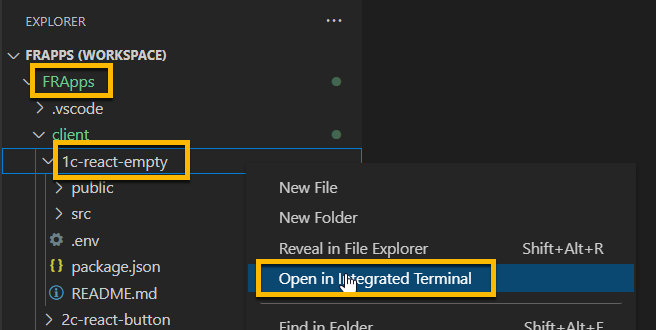 EXPLORER
FRAPPS (WORKSPACE)
FRApps
.vscode
client
1c-react-empty
public
src
.env
{} package.json
README.md
2c-react-button
New File
New Folder
Reveal in File Explorer Shift+Alt+R
Open in Integrated Terminal
Find in Folder Shift+Alt+F